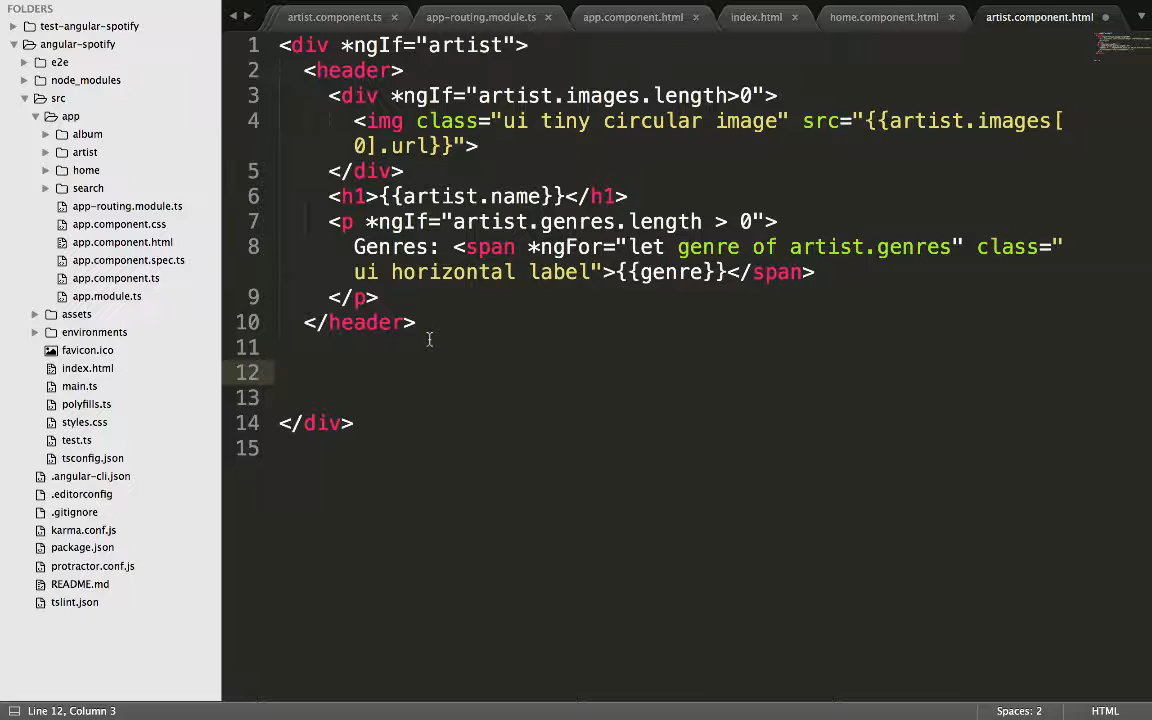 FOLDERS
test-angular-spotify
angular-spotify
e2e
node_modules
src
app
album
artist
home
search
app-routing.module.ts
app.component.css
app.component.html
app.component.spec.ts
app.component.ts
app.module.ts
assets
environments
favicon.ico
index.html
main.ts
polyfills.ts
styles.css
test.ts
tsconfig.json
.angular-cli.json
.editorconfig
.gitignore
karma.conf.js
package.json
protractor.conf.js
README.md
tslint.json
artist.component.ts × app-routing.module.ts × app.component.html × index.html × home.component.html × artist.component.html
1 <div *ngIf="artist">
2 <header>
3 <div *ngIf="artist.images.length>0">
4 <img class="ui tiny circular image" src="{{artist.images[
0].url}}">
5 </div>
6 <h1>{{artist.name}}</h1>
7 <p *ngIf="artist.genres.length > 0">
8 Genres: <span *ngFor="let genre of artist.genres" class="
ui horizontal label">{{genre}}</span>
9 </p>
10 </header>
11
12
13
14 </div>
15
Line 12, Column 3
Spaces: 2
HTML